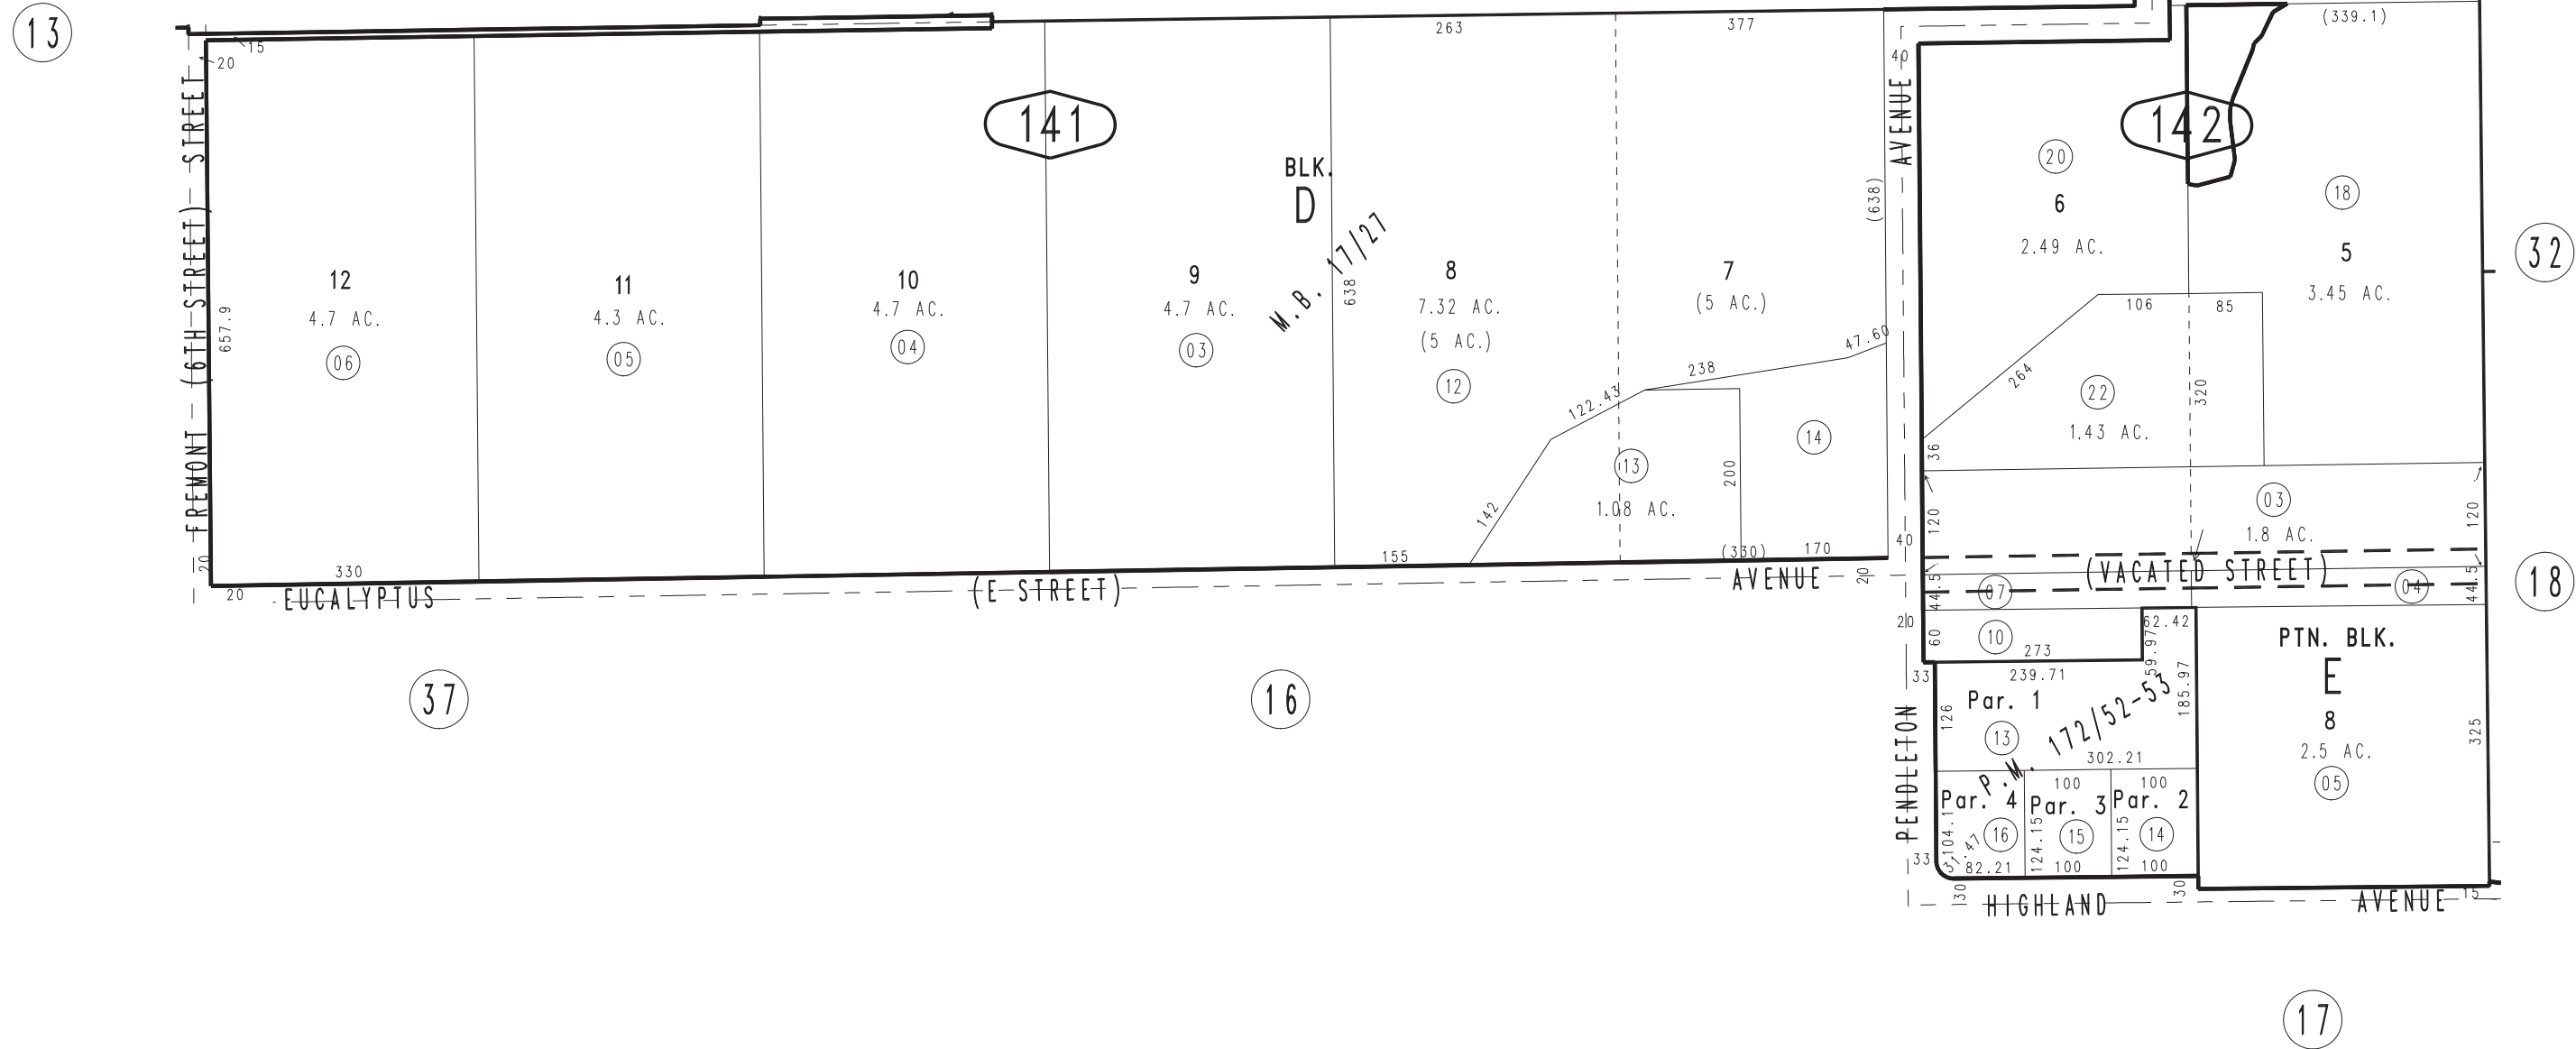 13
15
20
263
377
40
(339.1)
FREMONT (6TH STREET) STREET
141
BLK.
D
M.B. 17/27
AVENUE
142
20
6
2.49 AC.
18
5
3.45 AC.
32
(638)
638
657.9
12
4.7 AC.
06
11
4.3 AC.
05
10
4.7 AC.
04
9
4.7 AC.
03
8
7.32 AC.
(5 AC.)
12
7
(5 AC.)
47.60
238
122.43
142
13
1.08 AC.
200
14
106
85
264
22
1.43 AC.
320
36
03
1.8 AC.
120
120
40
155
(330)
170
20
330
20
20
EUCALYPTUS
(E STREET)
AVENUE
(VACATED STREET)
44.5
07
04
44.5
18
20
60
10
273
62.42
59.97
185.97
PTN. BLK.
E
8
2.5 AC.
05
325
37
16
33
239.71
Par. 1
126
13
P.M. 172/52-53
302.21
PENDLETON
Par. 4
104.1
16
31.47
82.21
100
Par. 3
124.15
15
100
100
Par. 2
124.15
14
100
33
30
30
15
HIGHLAND
AVENUE
17